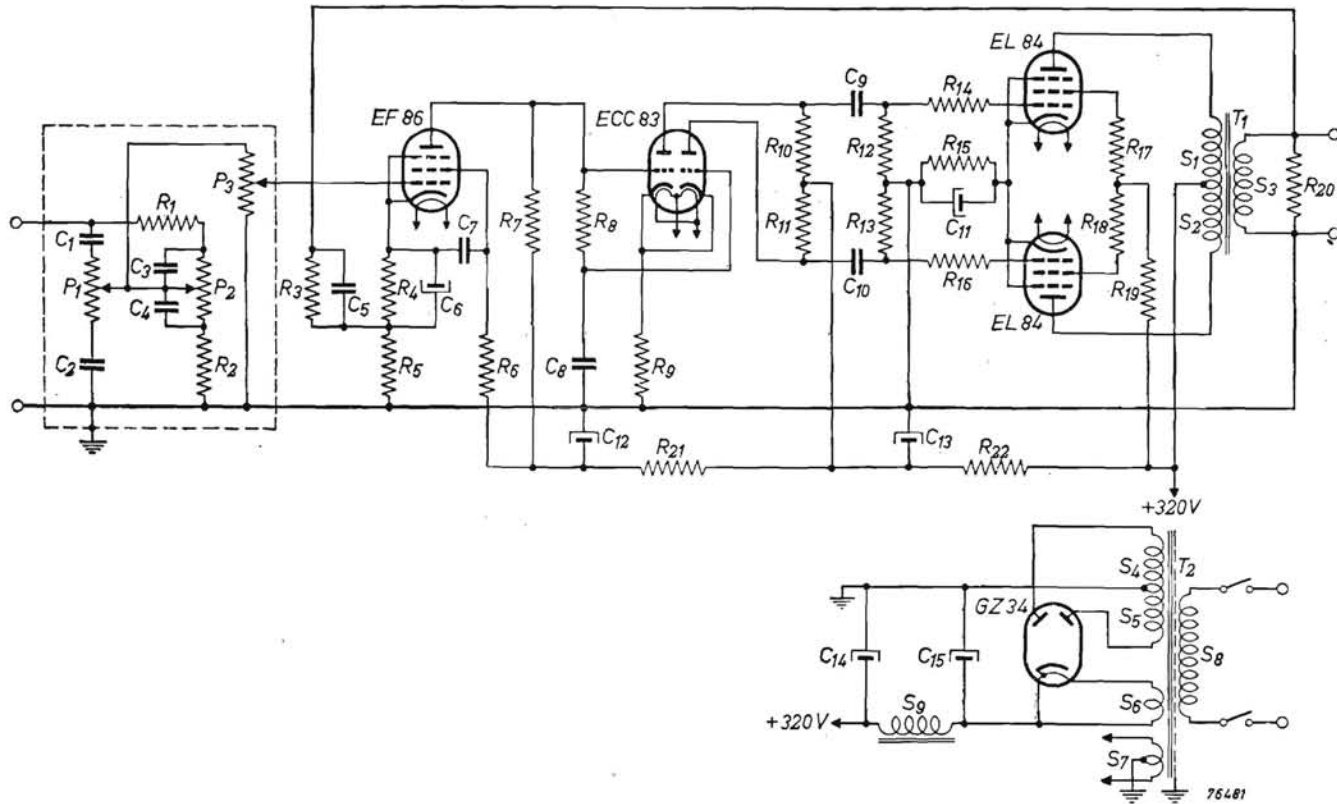 EL 84
C9
R14
EF 86
ECC 83
T1
R10
R12
R15
R17
S1
P3
R1
R20
S3
C7
R7
R8
C11
S2
C1
C3
R11
R13
R18
P1
P2
R3
C5
R4
C6
C10
R16
R19
C4
EL 84
C2
R2
R5
R6
C8
R9
C12
R21
C13
R22
+320V
S4
T2
GZ 34
S5
C14
C15
S8
S9
S6
+320V
S7
76481